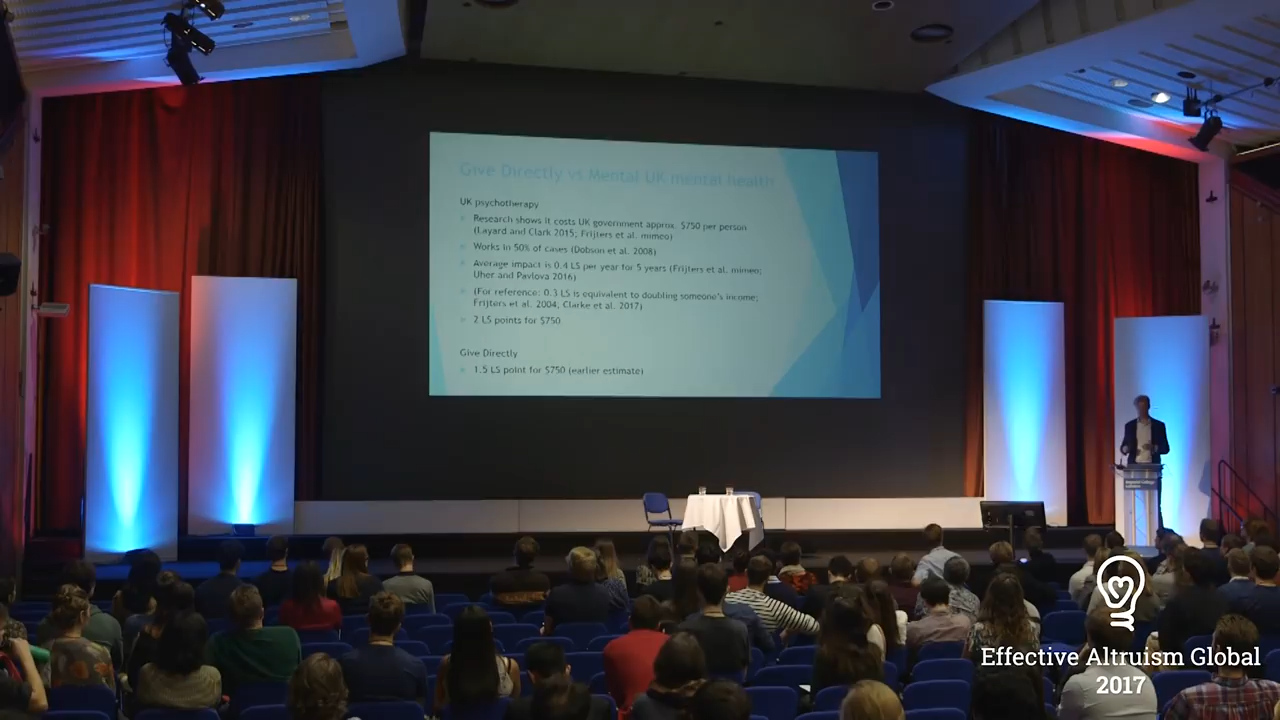 Give Directly vs Mental UK mental health
UK psychotherapy
Research shows it costs UK government approx. $750 per person
(Layard and Clark 2015; Frijters et al. mimeo)
Works in 50% of cases (Dobson et al. 2008)
Average impact is 0.4 LS per year for 5 years (Frijters et al. mimeo;
Uher and Pavlova 2016)
(For reference: 0.3 LS is equivalent to doubling someone's income;
Frijters et al. 2004; Clarke et al. 2017)
2 LS points for $750
Give Directly
1.5 LS point for $750 (earlier estimate)
Imperial College
London
Effective Altruism Global
2017